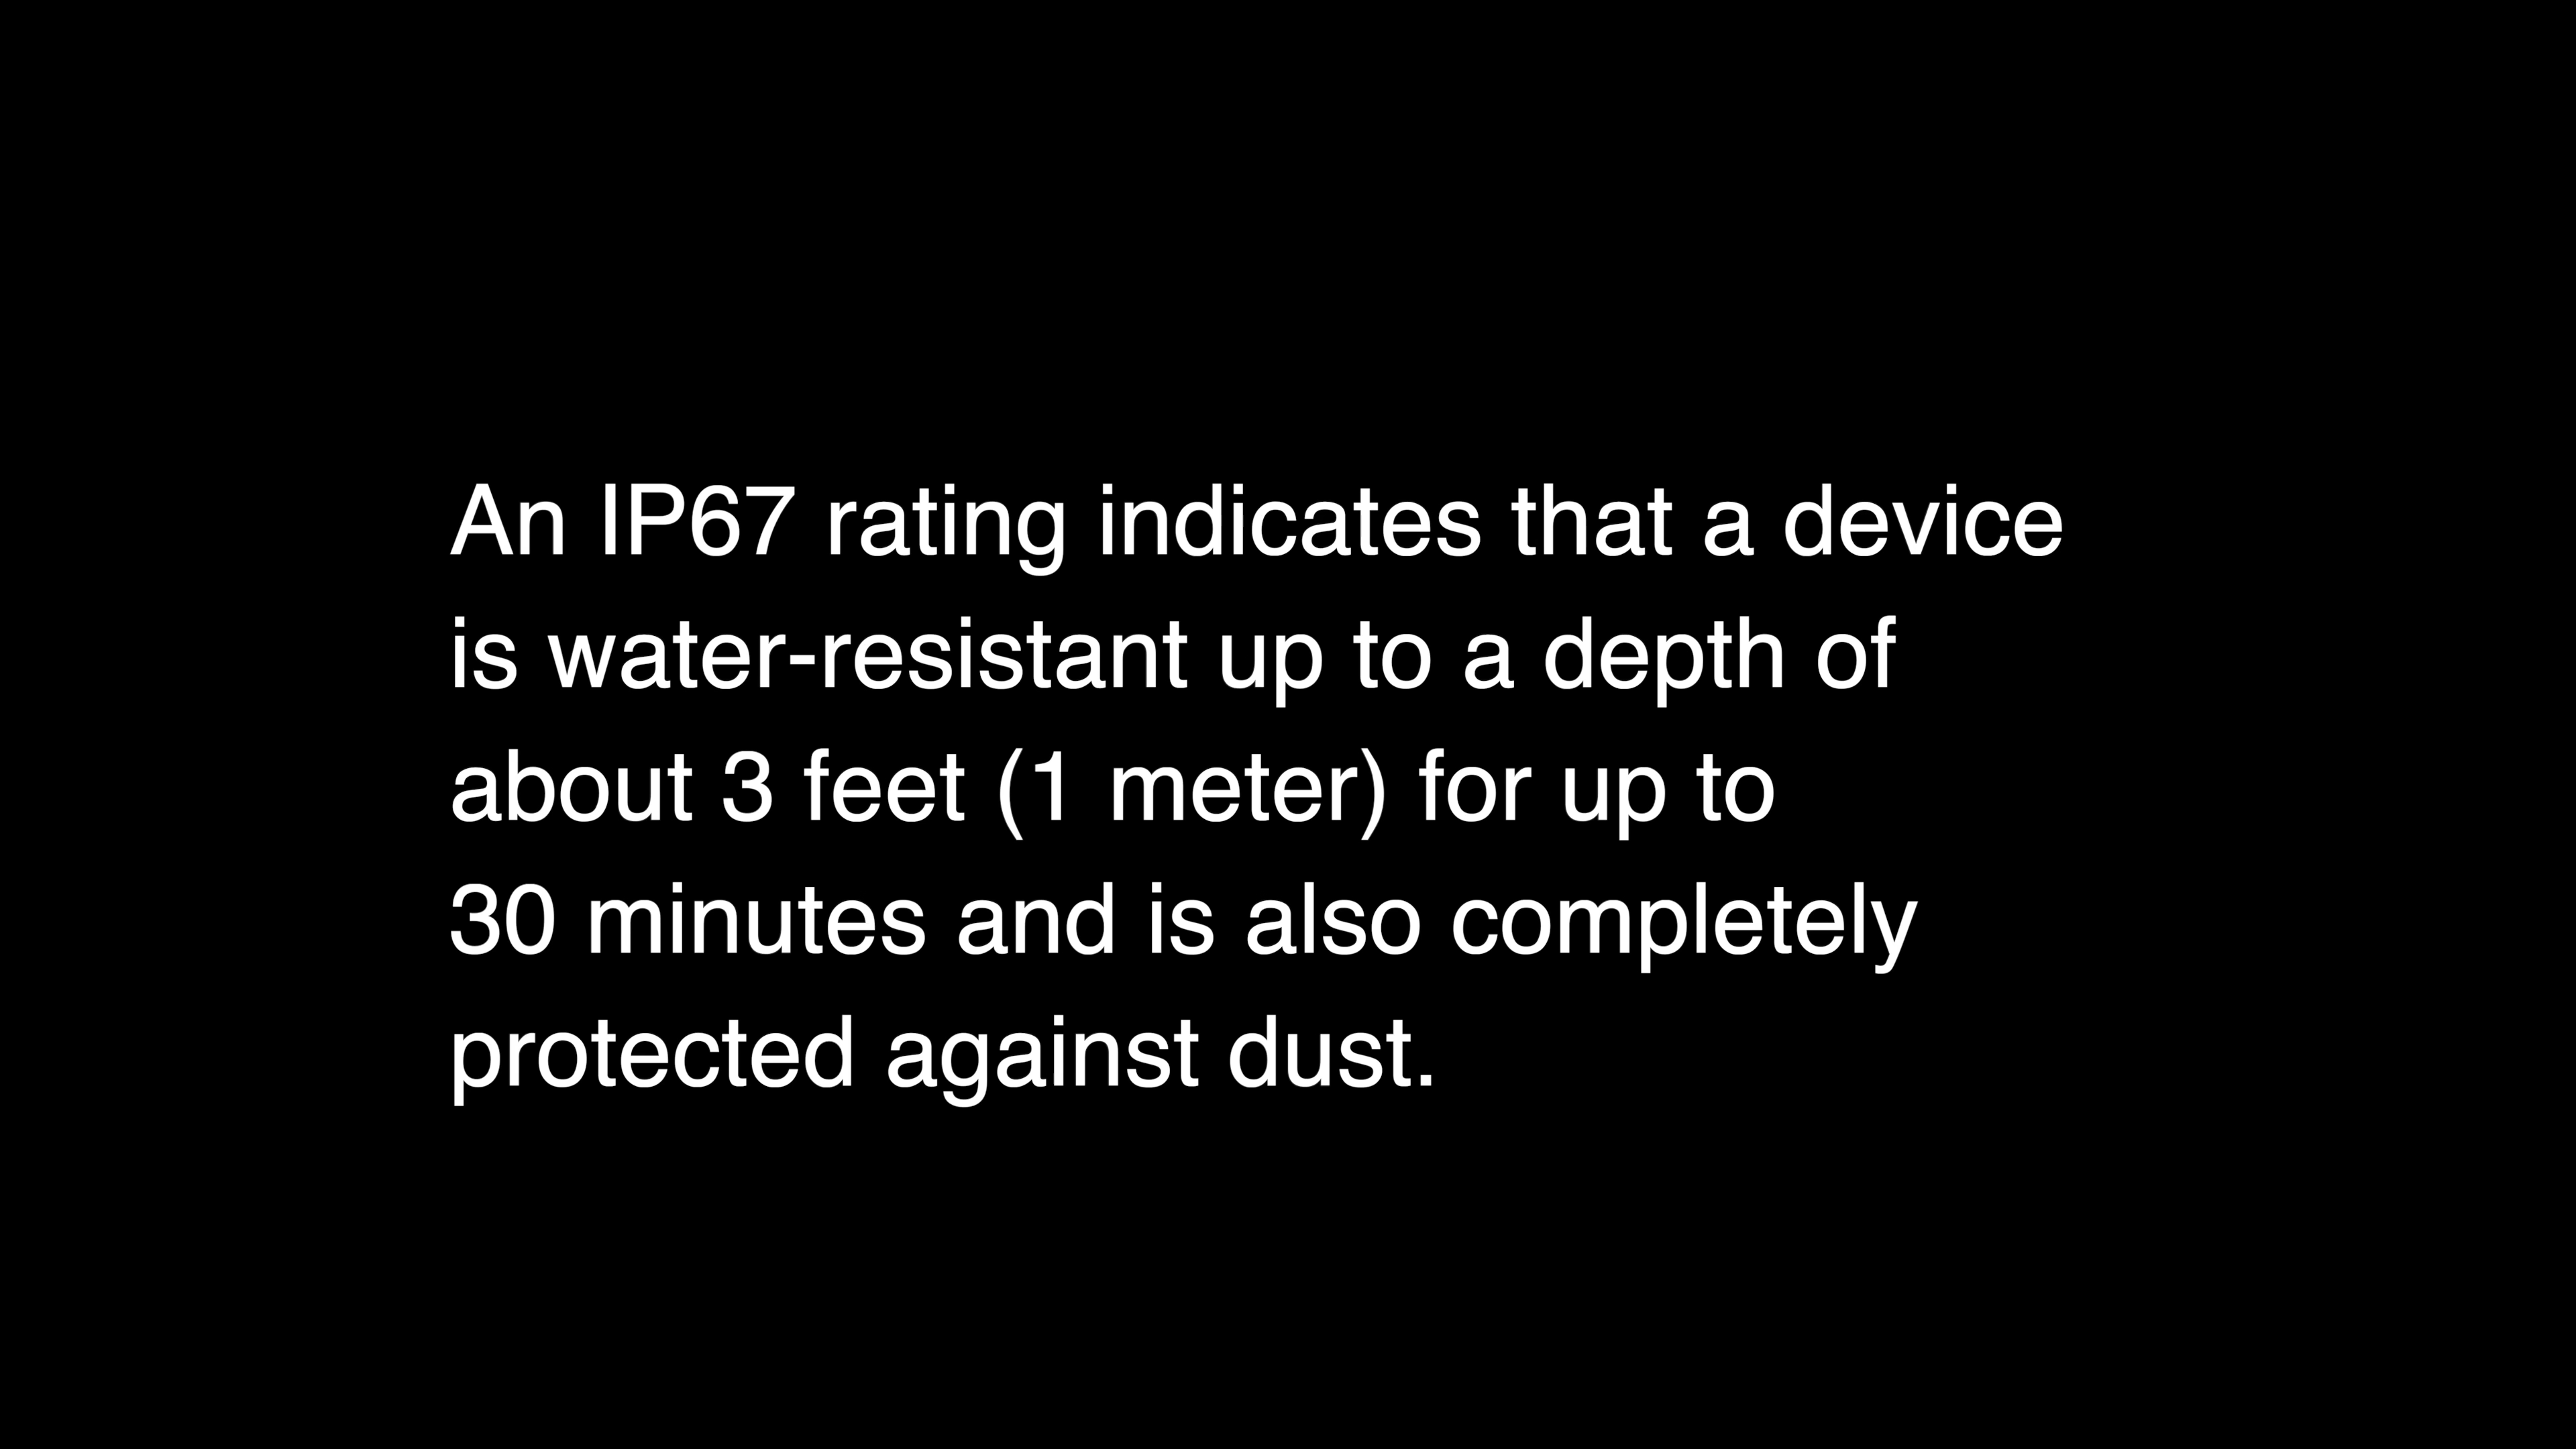 An IP67 rating indicates that a device
is water-resistant up to a depth of
about 3 feet (1 meter) for up to
30 minutes and is also completely
protected against dust.